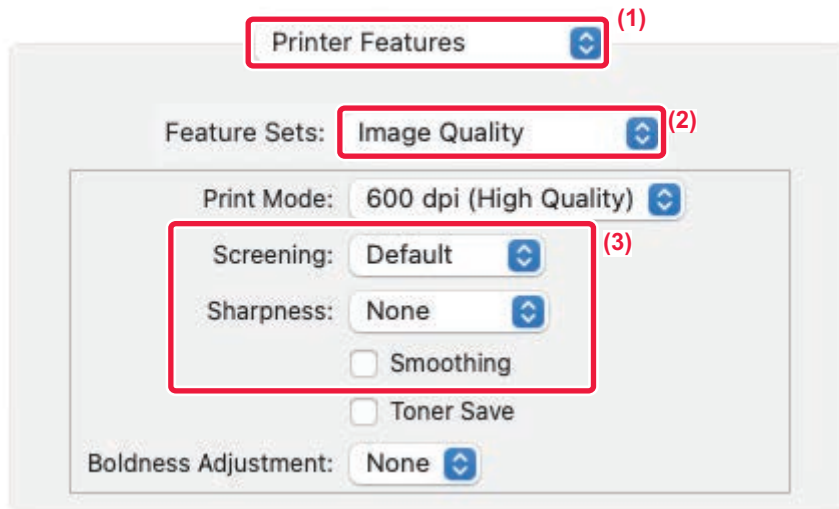 Printer Features (1)
Feature Sets: Image Quality (2)
Print Mode: 600 dpi (High Quality)
Screening: Default (3)
Sharpness: None
Smoothing
Toner Save
Boldness Adjustment: None